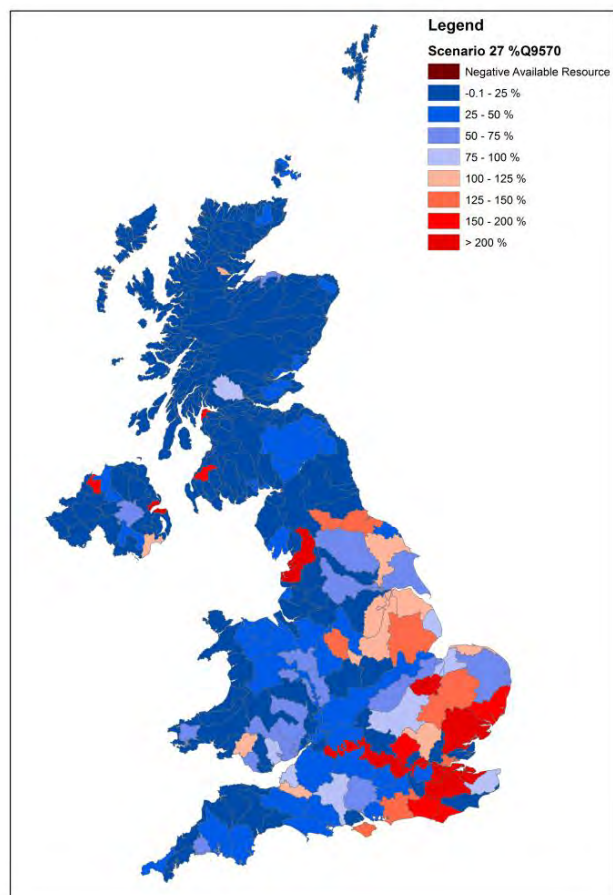 Legend
Scenario 27 %Q9570
Negative Available Resource
-0.1 - 25 %
25 - 50 %
50 - 75 %
75 - 100 %
100 - 125 %
125 - 150 %
150 - 200 %
> 200 %